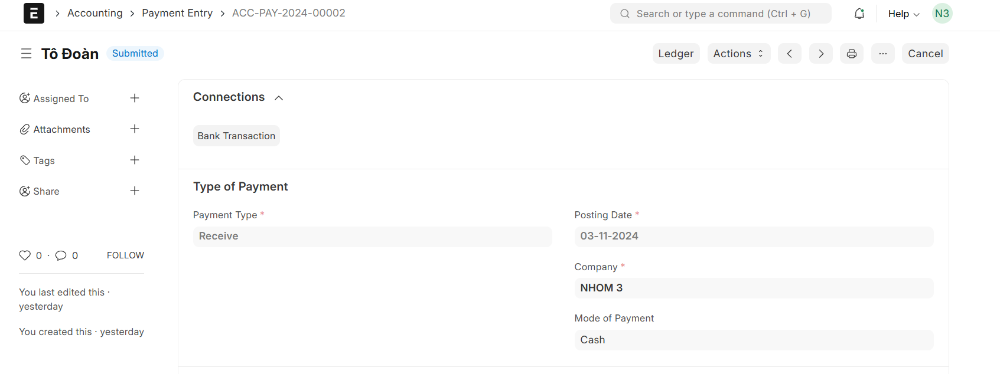 E Accounting Payment Entry ACC-PAY-2024-00002 Search or type a command (Ctrl + G) Help N3
Tô Đoàn Submitted Ledger Actions ··· Cancel
Assigned To
Attachments
Tags
Share
0 · 0 FOLLOW
You last edited this ·
yesterday
You created this · yesterday
Connections
Bank Transaction
Type of Payment
Payment Type *
Receive
Posting Date *
03-11-2024
Company *
NHOM 3
Mode of Payment
Cash